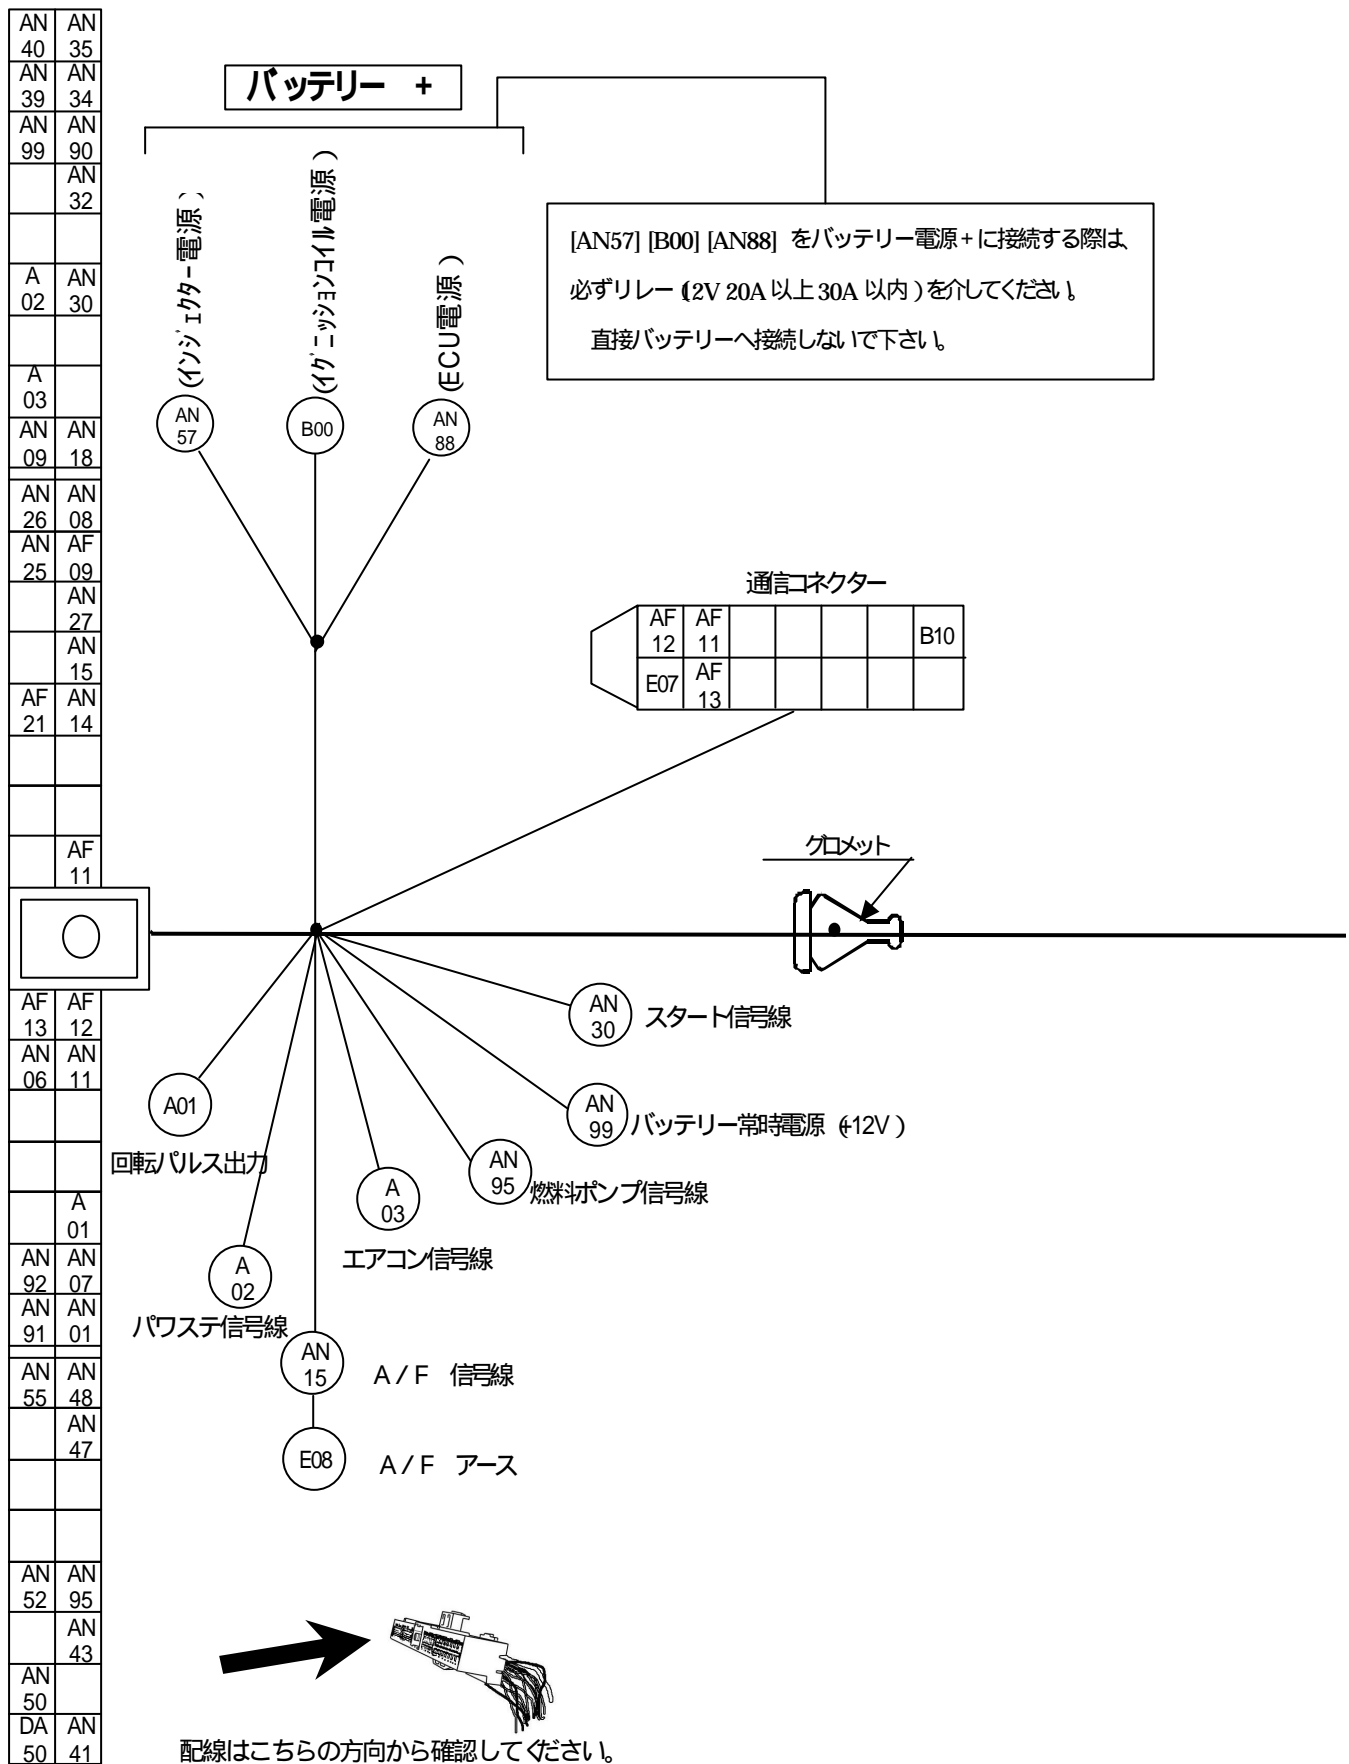 AN AN
40 35
AN AN
39 34
AN AN
99 90
AN
32
A AN
02 30
A
03
AN AN
09 18
AN AN
26 08
AN AF
25 09
AN
27
AN
15
AF AN
21 14
AF
11
AF AF
13 12
AN AN
06 11
A
01
AN AN
92 07
AN AN
91 01
AN AN
55 48
AN
47
AN AN
52 95
AN
43
AN
50
DA AN
50 41
バッテリー +
(インジェクター電源)
(イグニッションコイル電源)
(ECU電源)
AN
57
B00
AN
88
[AN57] [B00] [AN88] をバッテリー電源+に接続する際は、
必ずリレー(12V 20A 以上 30A 以内)を介してください。
直接バッテリーへ接続しないで下さい。
通信コネクター
AF AF
12 11
B10
E07
AF
13
グロメット
AN
30
スタート信号線
AN
99
バッテリー常時電源 (+12V)
AN
95
燃料ポンプ信号線
A
03
エアコン信号線
A01
回転パルス出力
A
02
パワステ信号線
AN
15
A/F 信号線
E08
A/F アース
配線はこちらの方向から確認してください。